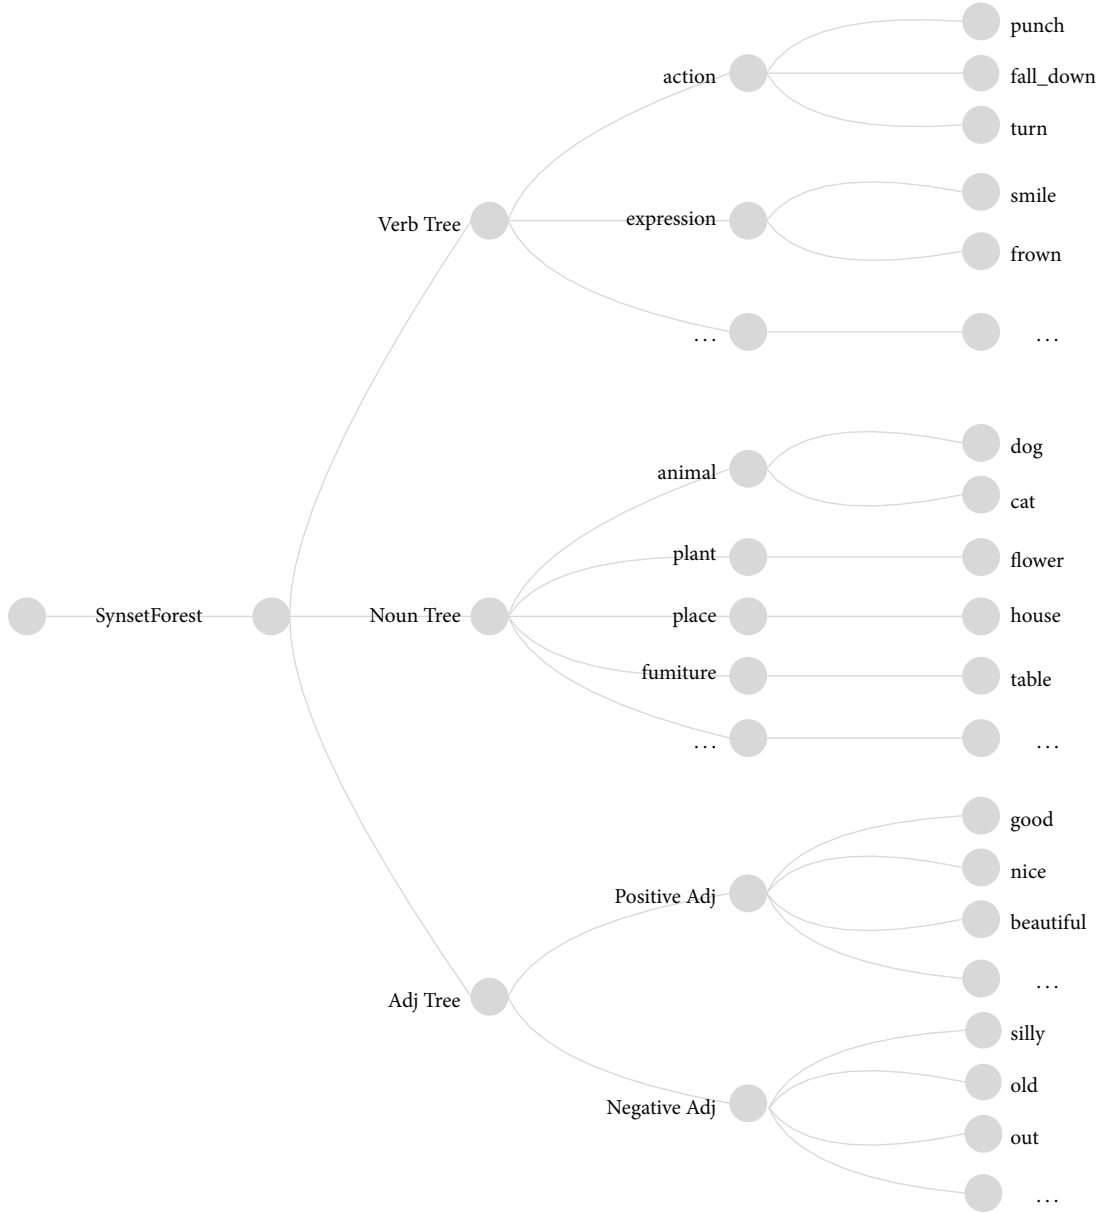 SynsetForest
Verb Tree
action
punch
fall_down
turn
expression
smile
frown
...
...
Noun Tree
animal
dog
cat
plant
flower
place
house
fumiture
table
...
...
Adj Tree
Positive Adj
good
nice
beautiful
...
Negative Adj
silly
old
out
...